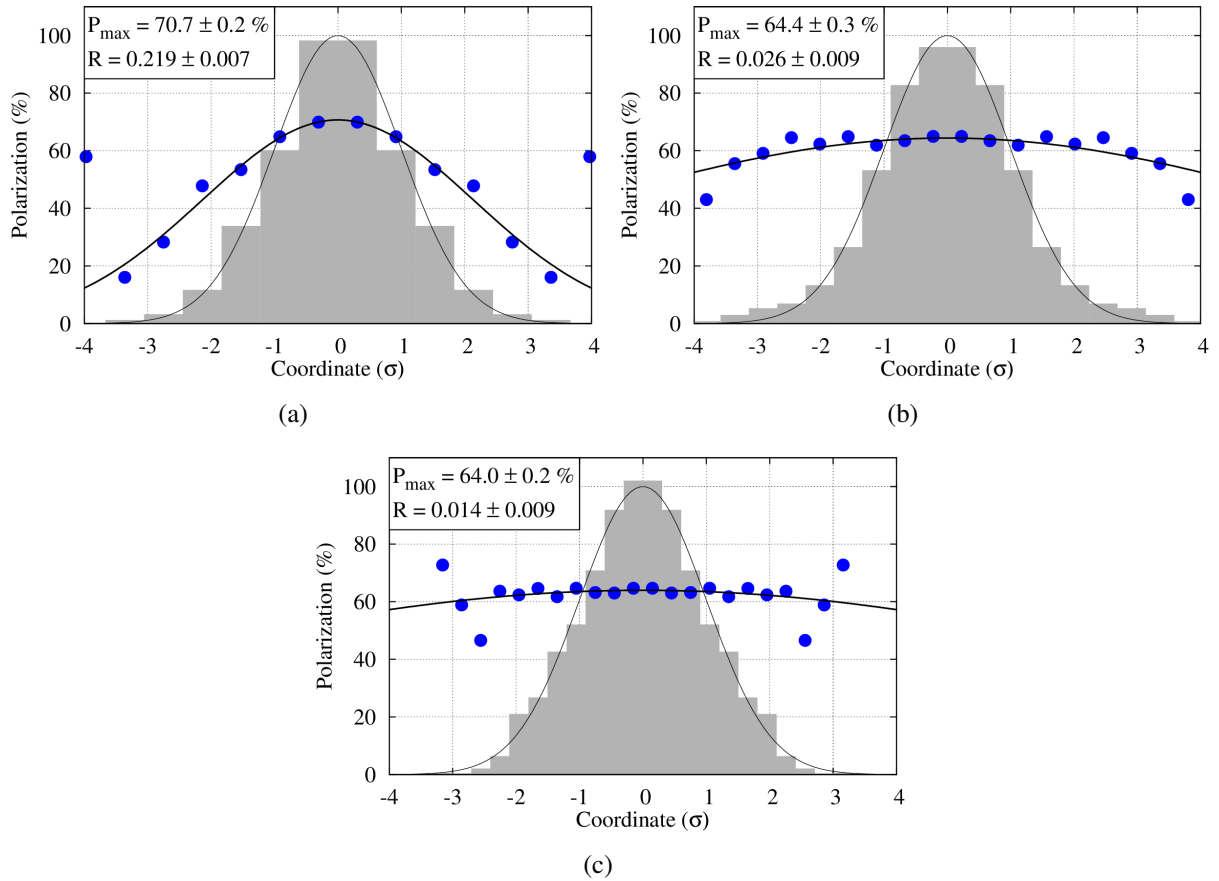 P_max = 70.7 ± 0.2 %
R = 0.219 ± 0.007
Polarization (%)
100
80
60
40
20
0
-4 -3 -2 -1 0 1 2 3 4
Coordinate (σ)
(a)
P_max = 64.4 ± 0.3 %
R = 0.026 ± 0.009
Polarization (%)
100
80
60
40
20
0
-4 -3 -2 -1 0 1 2 3 4
Coordinate (σ)
(b)
P_max = 64.0 ± 0.2 %
R = 0.014 ± 0.009
Polarization (%)
100
80
60
40
20
0
-4 -3 -2 -1 0 1 2 3 4
Coordinate (σ)
(c)